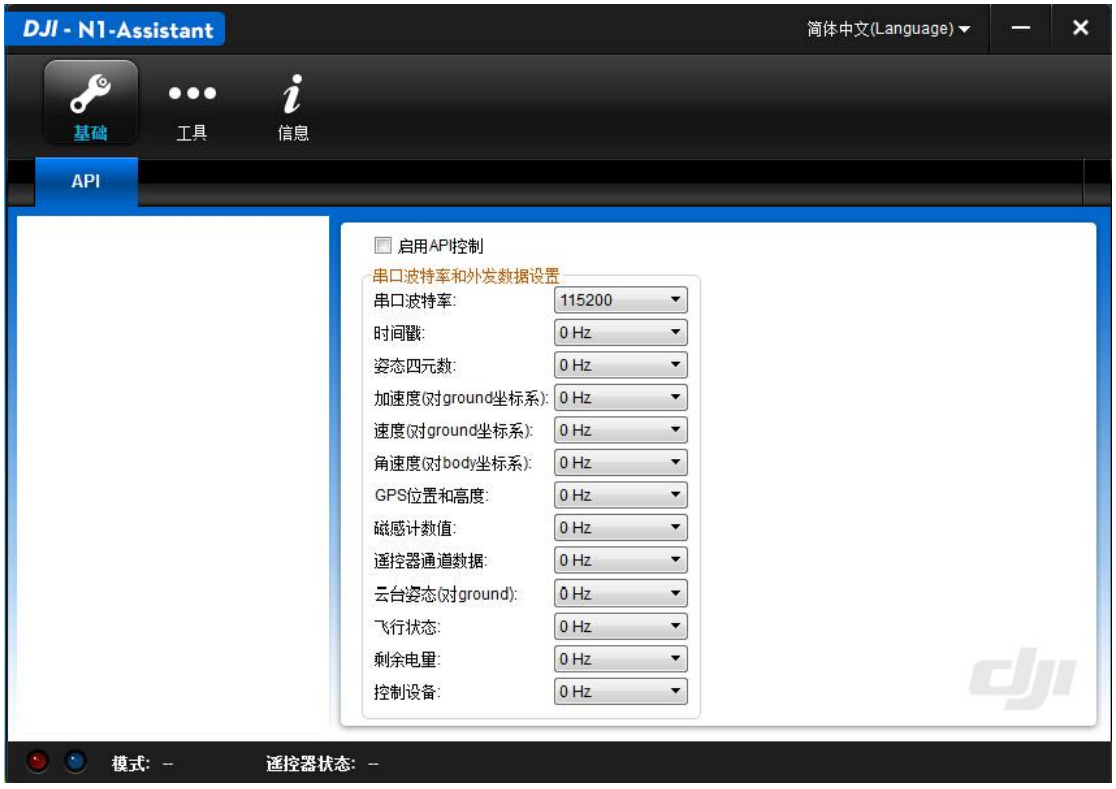 DJI - N1-Assistant
简体中文(Language)
基础
工具
信息
API
启用API控制
串口波特率和外发数据设置
串口波特率: 115200
时间戳: 0 Hz
姿态四元数: 0 Hz
加速度(对ground坐标系): 0 Hz
速度(对ground坐标系): 0 Hz
角速度(对body坐标系): 0 Hz
GPS位置和高度: 0 Hz
磁感计数值: 0 Hz
遥控器通道数据: 0 Hz
云台姿态(对ground): 0 Hz
飞行状态: 0 Hz
剩余电量: 0 Hz
控制设备: 0 Hz
dji
模式: -- 遥控器状态: --